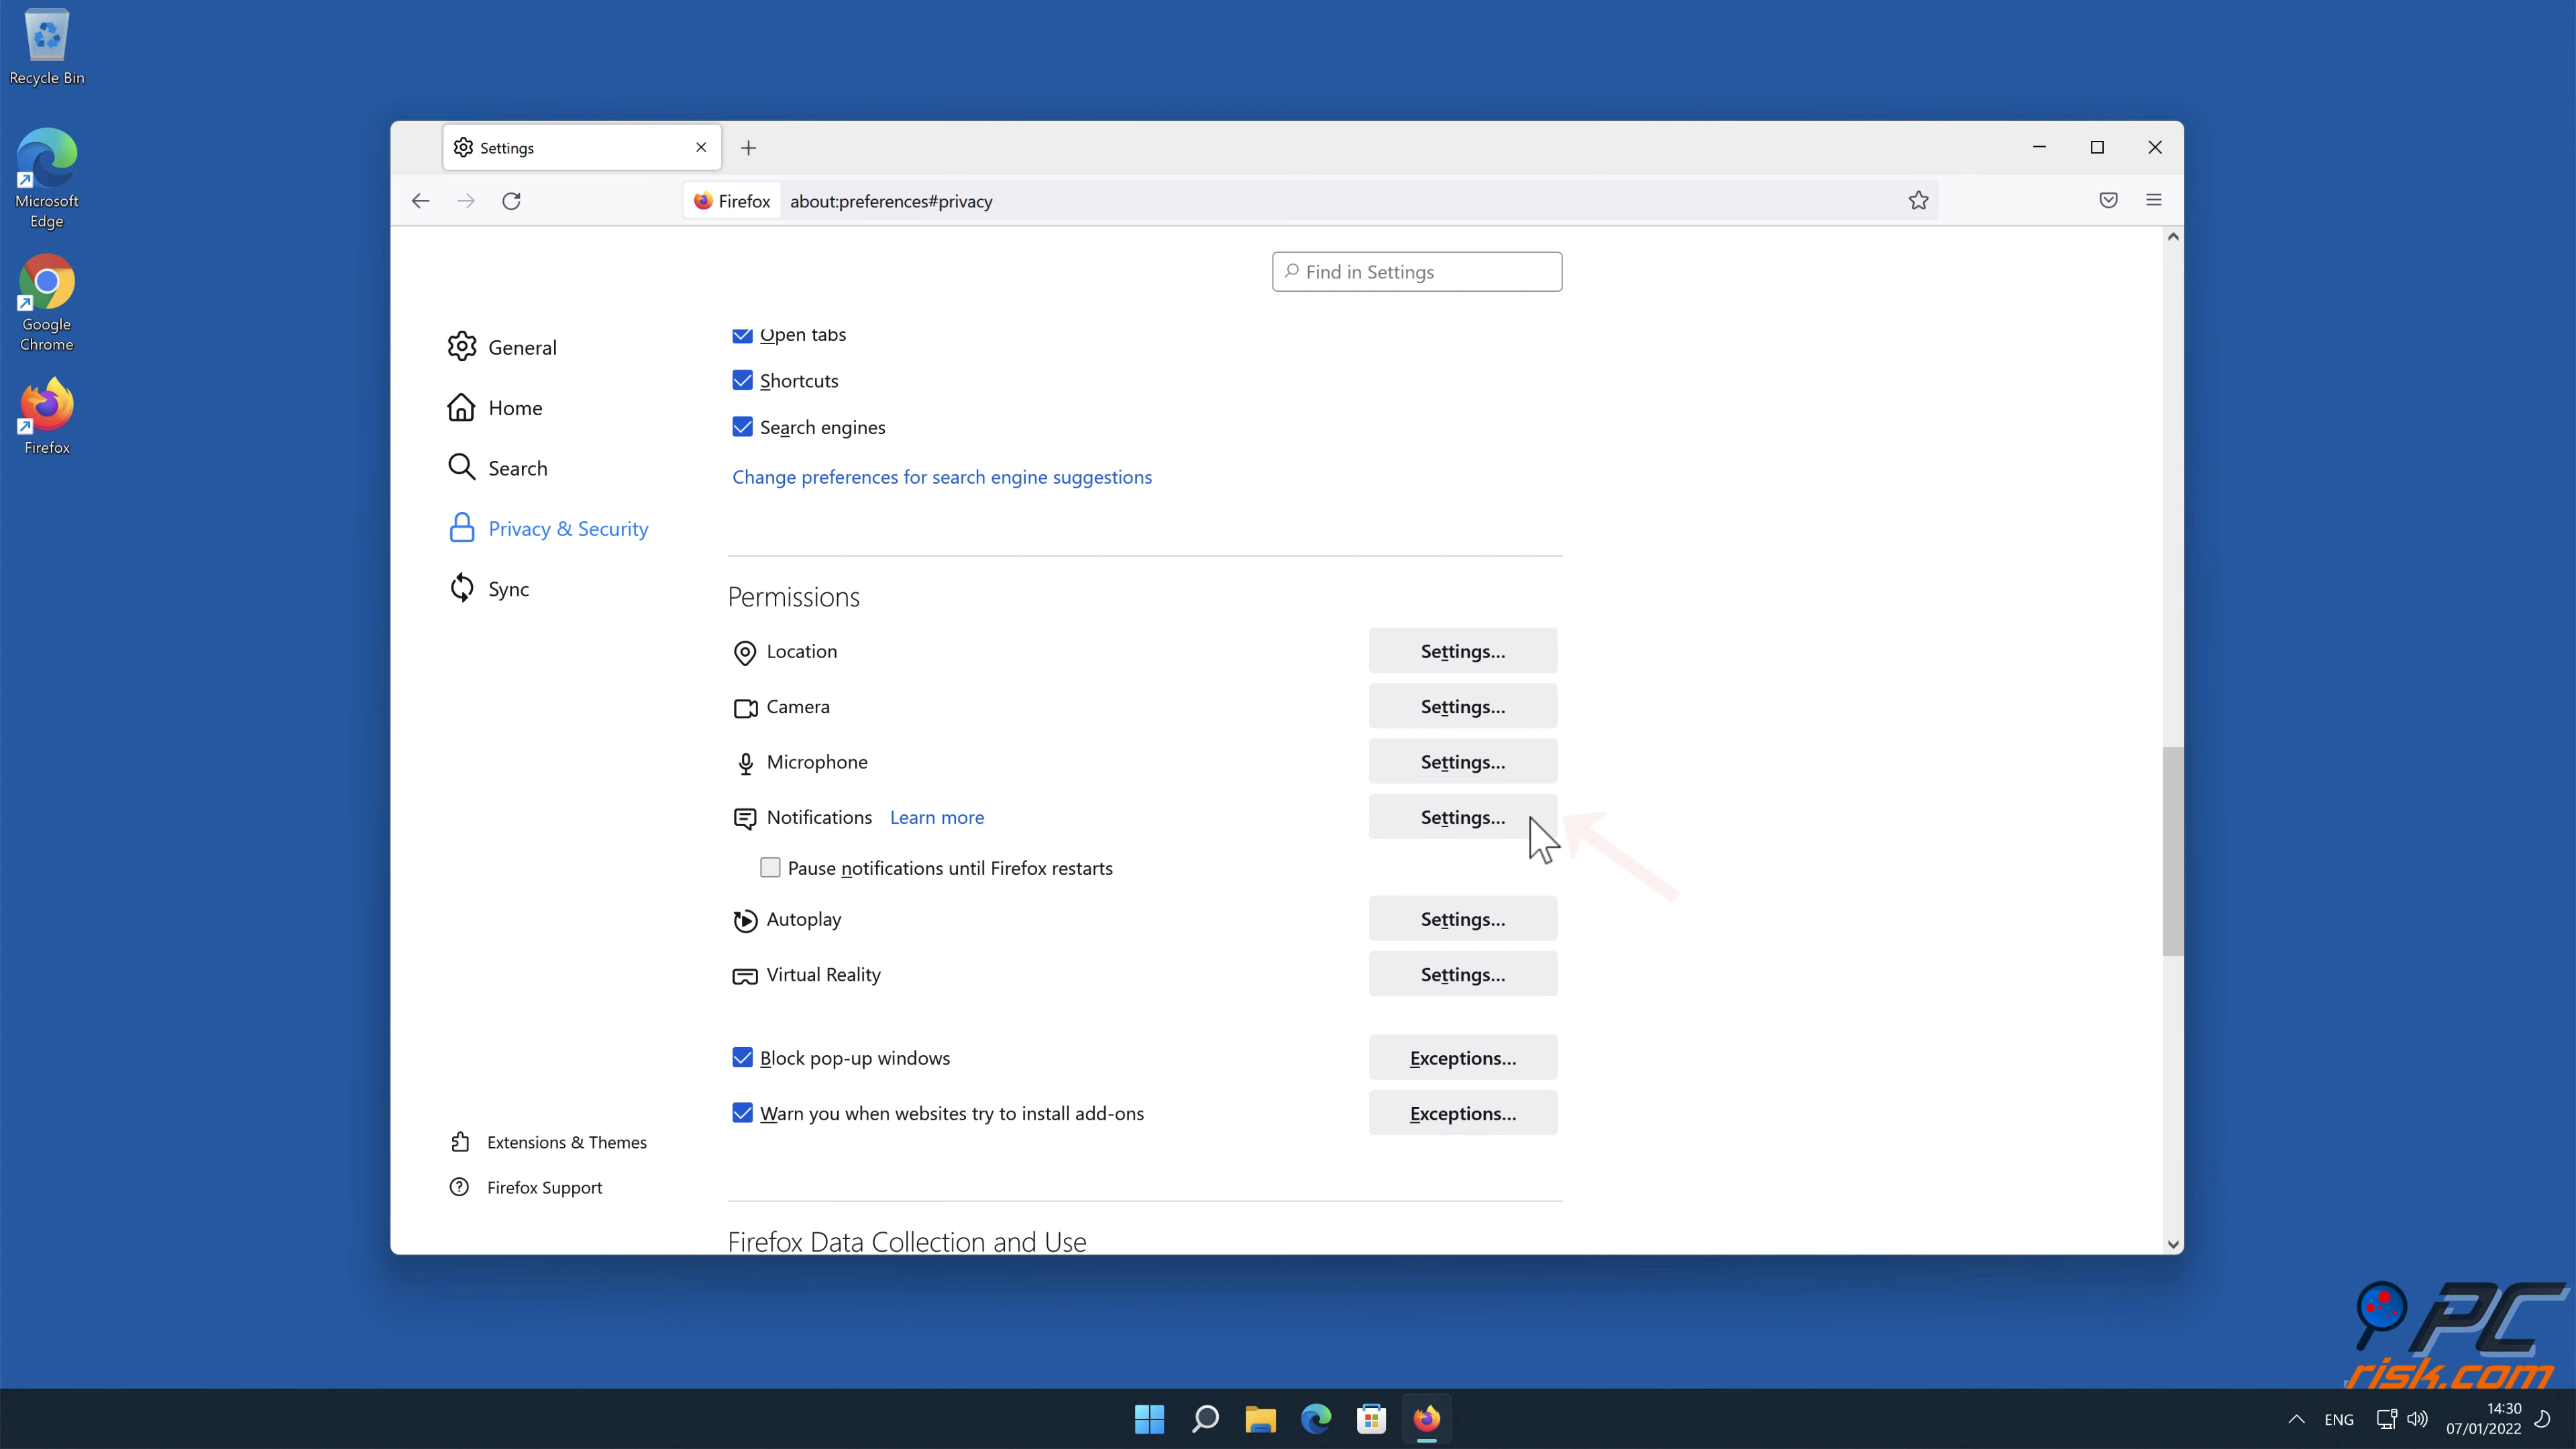 Recycle Bin
Microsoft
Edge
Google
Chrome
Firefox
Settings
Firefox
about:preferences#privacy
Find in Settings
General
Home
Search
Privacy & Security
Sync
Extensions & Themes
Firefox Support
Open tabs
Shortcuts
Search engines
Change preferences for search engine suggestions
Permissions
Location Settings...
Camera Settings...
Microphone Settings...
Notifications Learn more Settings...
Pause notifications until Firefox restarts
Autoplay Settings...
Virtual Reality Settings...
Block pop-up windows Exceptions...
Warn you when websites try to install add-ons Exceptions...
Firefox Data Collection and Use
PC
risk.com
ENG
14:30
07/01/2022